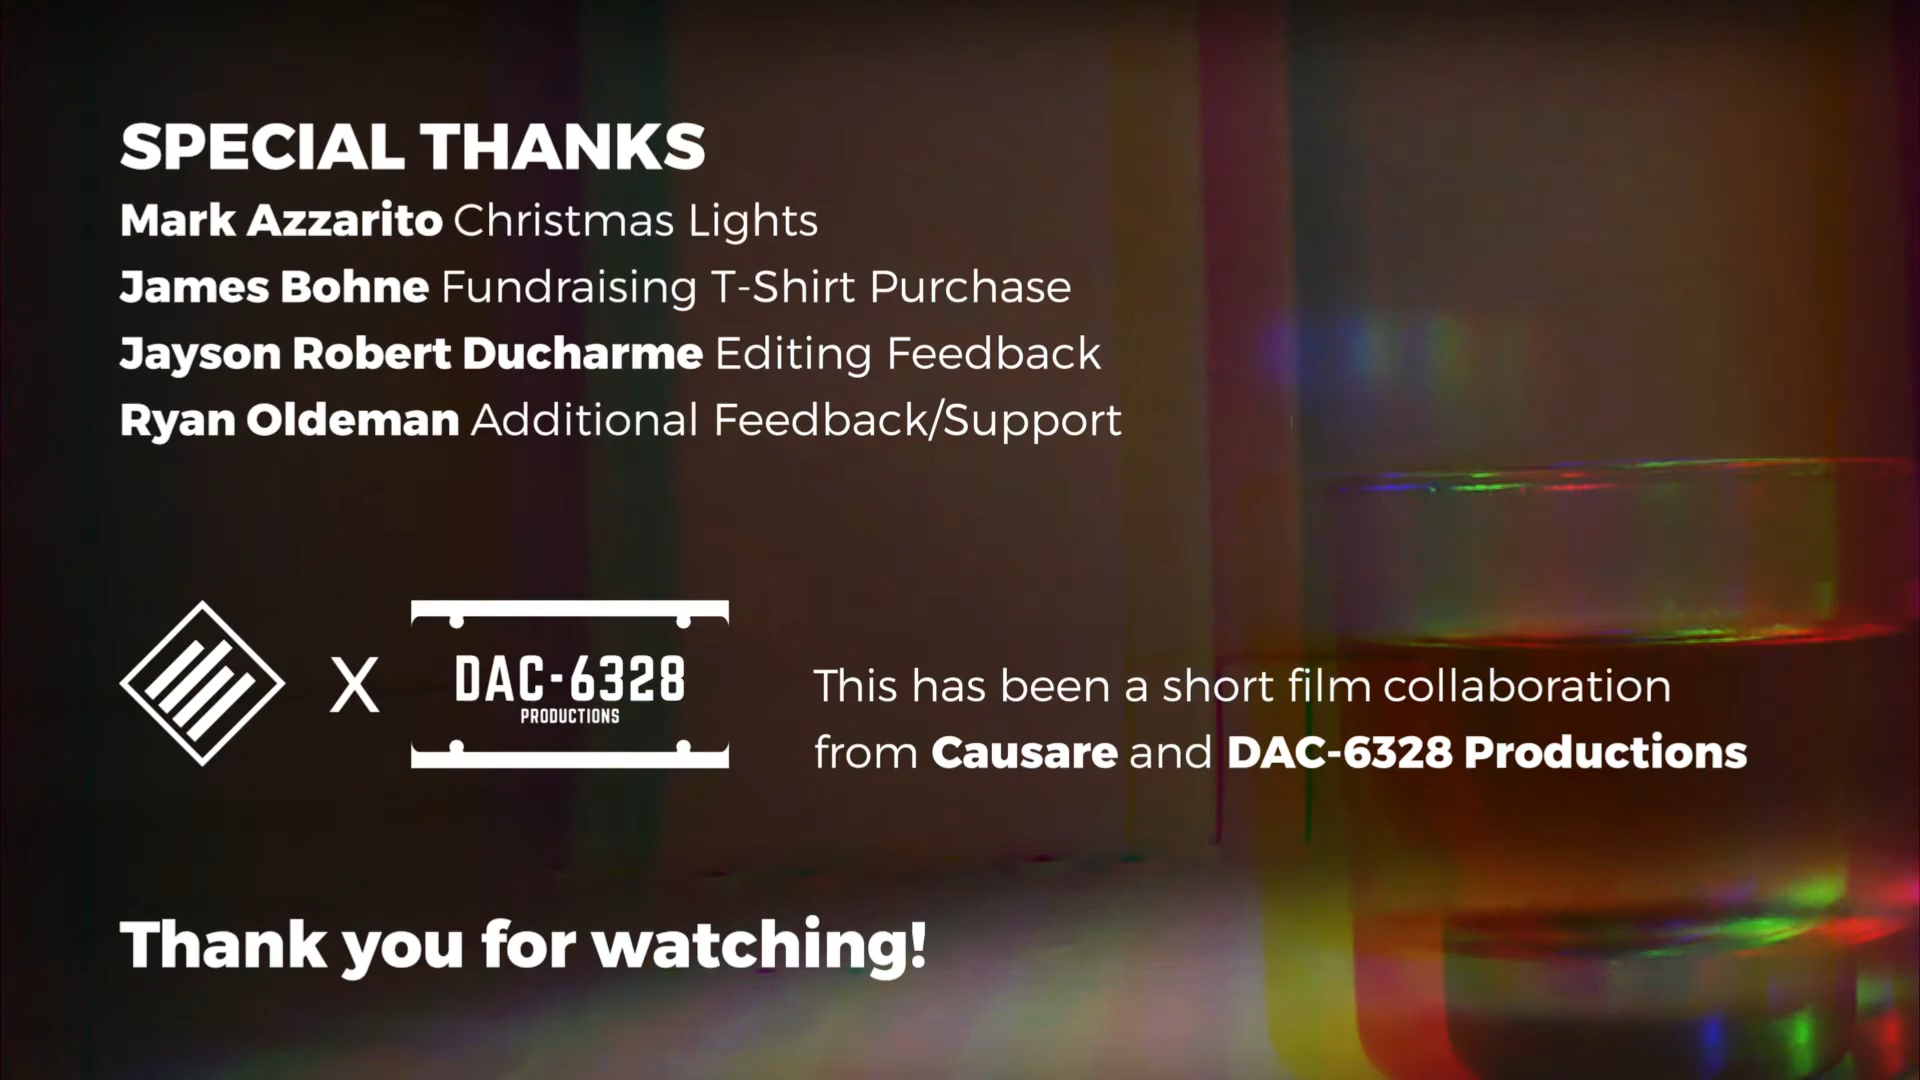 SPECIAL THANKS
Mark Azzarito Christmas Lights
James Bohne Fundraising T-Shirt Purchase
Jayson Robert Ducharme Editing Feedback
Ryan Oldeman Additional Feedback/Support
X
DAC-6328
PRODUCTIONS
This has been a short film collaboration
from Causare and DAC-6328 Productions
Thank you for watching!